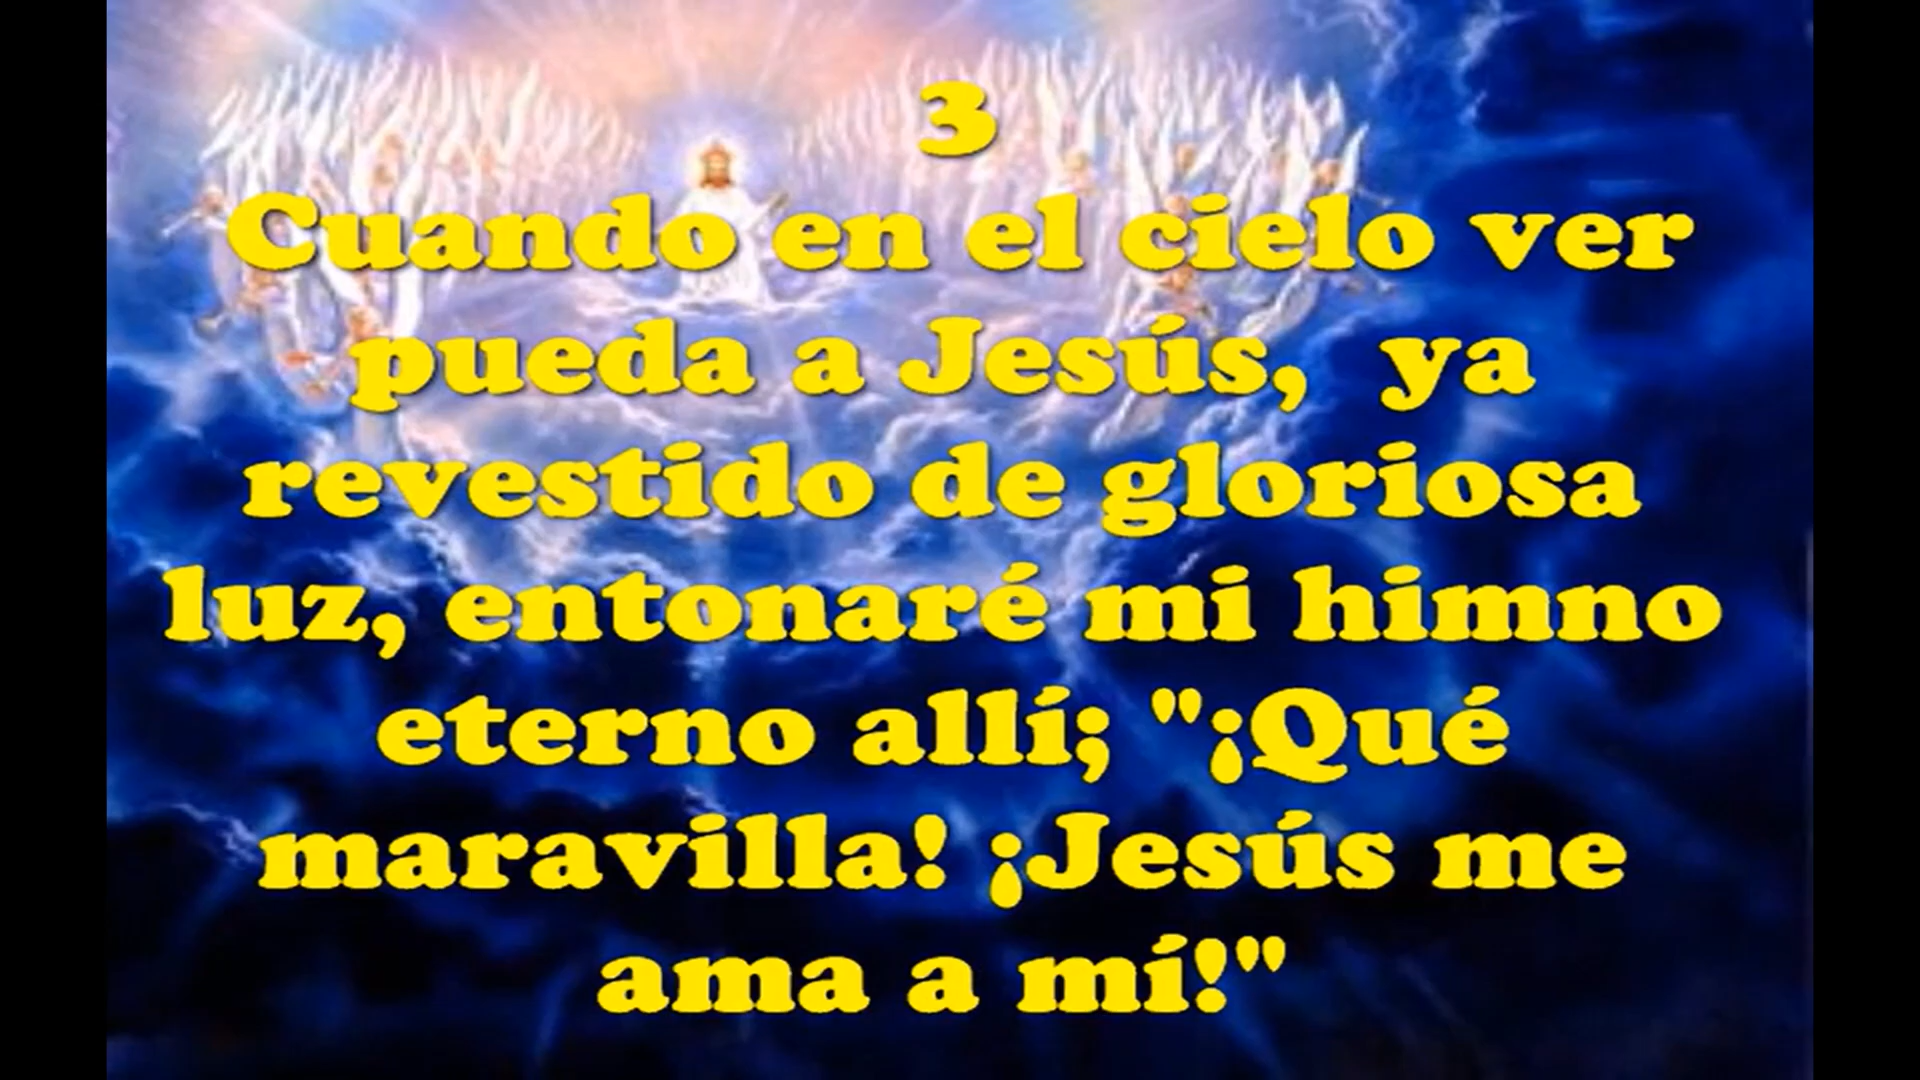 3
Cuando en el cielo ver
pueda a Jesús, ya
revestido de gloriosa
luz, entonaré mi himno
eterno allí; "¡Qué
maravilla! ¡Jesús me
ama a mí!"